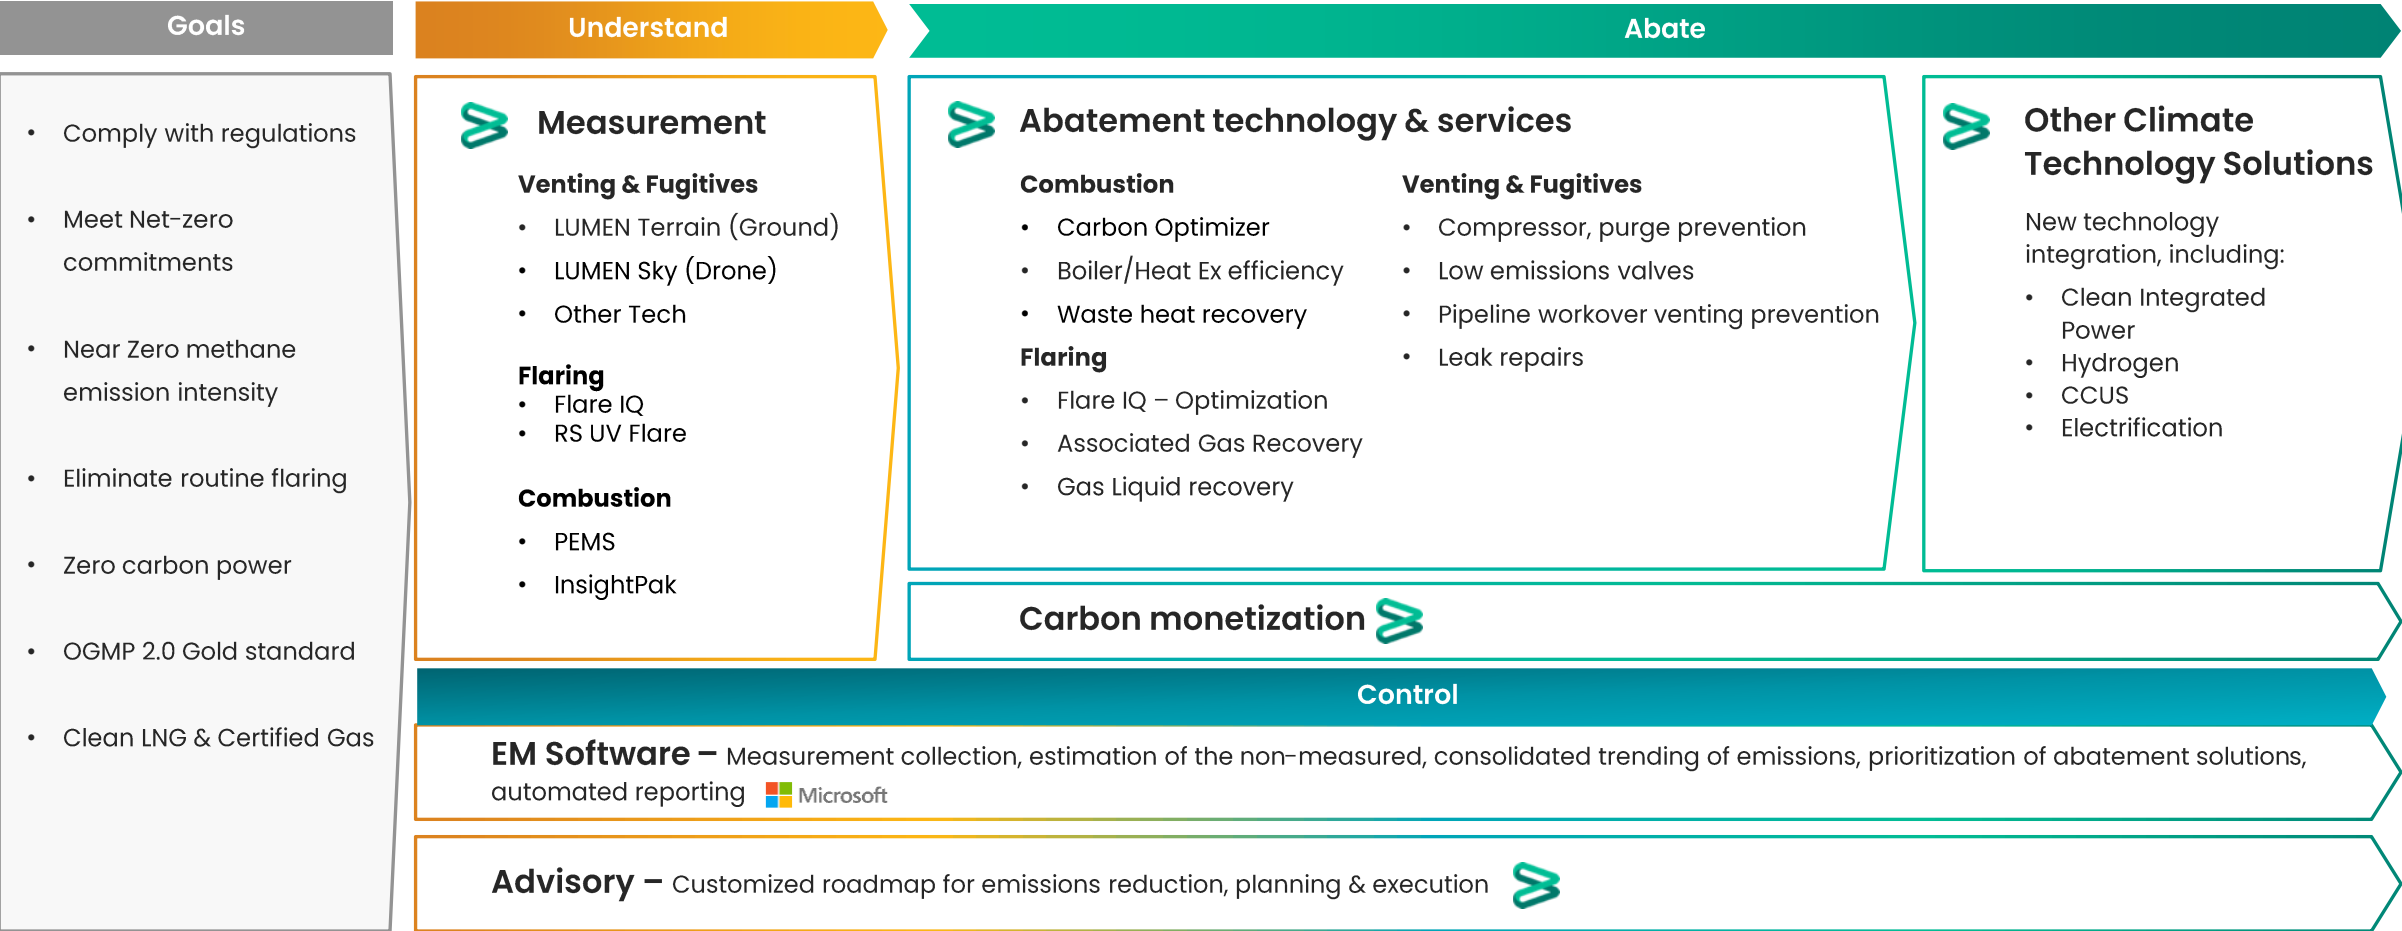 Goals
Comply with regulations
Meet Net-zero
commitments
Near Zero methane
emission intensity
Eliminate routine flaring
Zero carbon power
OGMP 2.0 Gold standard
Clean LNG & Certified Gas
Understand
Measurement
Venting & Fugitives
LUMEN Terrain (Ground)
LUMEN Sky (Drone)
Other Tech
Flaring
Flare IQ
RS UV Flare
Combustion
PEMS
InsightPak
Abate
Abatement technology & services
Combustion
Carbon Optimizer
Boiler/Heat Ex efficiency
Waste heat recovery
Flaring
Flare IQ – Optimization
Associated Gas Recovery
Gas Liquid recovery
Venting & Fugitives
Compressor, purge prevention
Low emissions valves
Pipeline workover venting prevention
Leak repairs
Other Climate
Technology Solutions
New technology
integration, including:
Clean Integrated
Power
Hydrogen
CCUS
Electrification
Carbon monetization
Control
EM Software – Measurement collection, estimation of the non-measured, consolidated trending of emissions, prioritization of abatement solutions,
automated reporting Microsoft
Advisory – Customized roadmap for emissions reduction, planning & execution